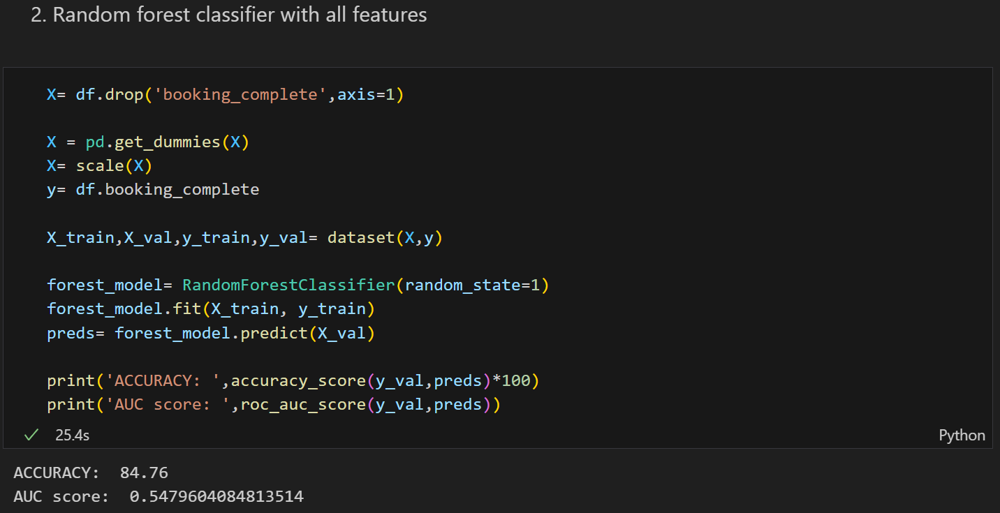 2. Random forest classifier with all features
X= df.drop('booking_complete',axis=1)
X = pd.get_dummies(X)
X= scale(X)
y= df.booking_complete
X_train,X_val,y_train,y_val= dataset(X,y)
forest_model= RandomForestClassifier(random_state=1)
forest_model.fit(X_train, y_train)
preds= forest_model.predict(X_val)
print('ACCURACY: ',accuracy_score(y_val,preds)*100)
print('AUC score: ',roc_auc_score(y_val,preds))
25.4s
Python
ACCURACY:  84.76
AUC score:  0.5479604084813514